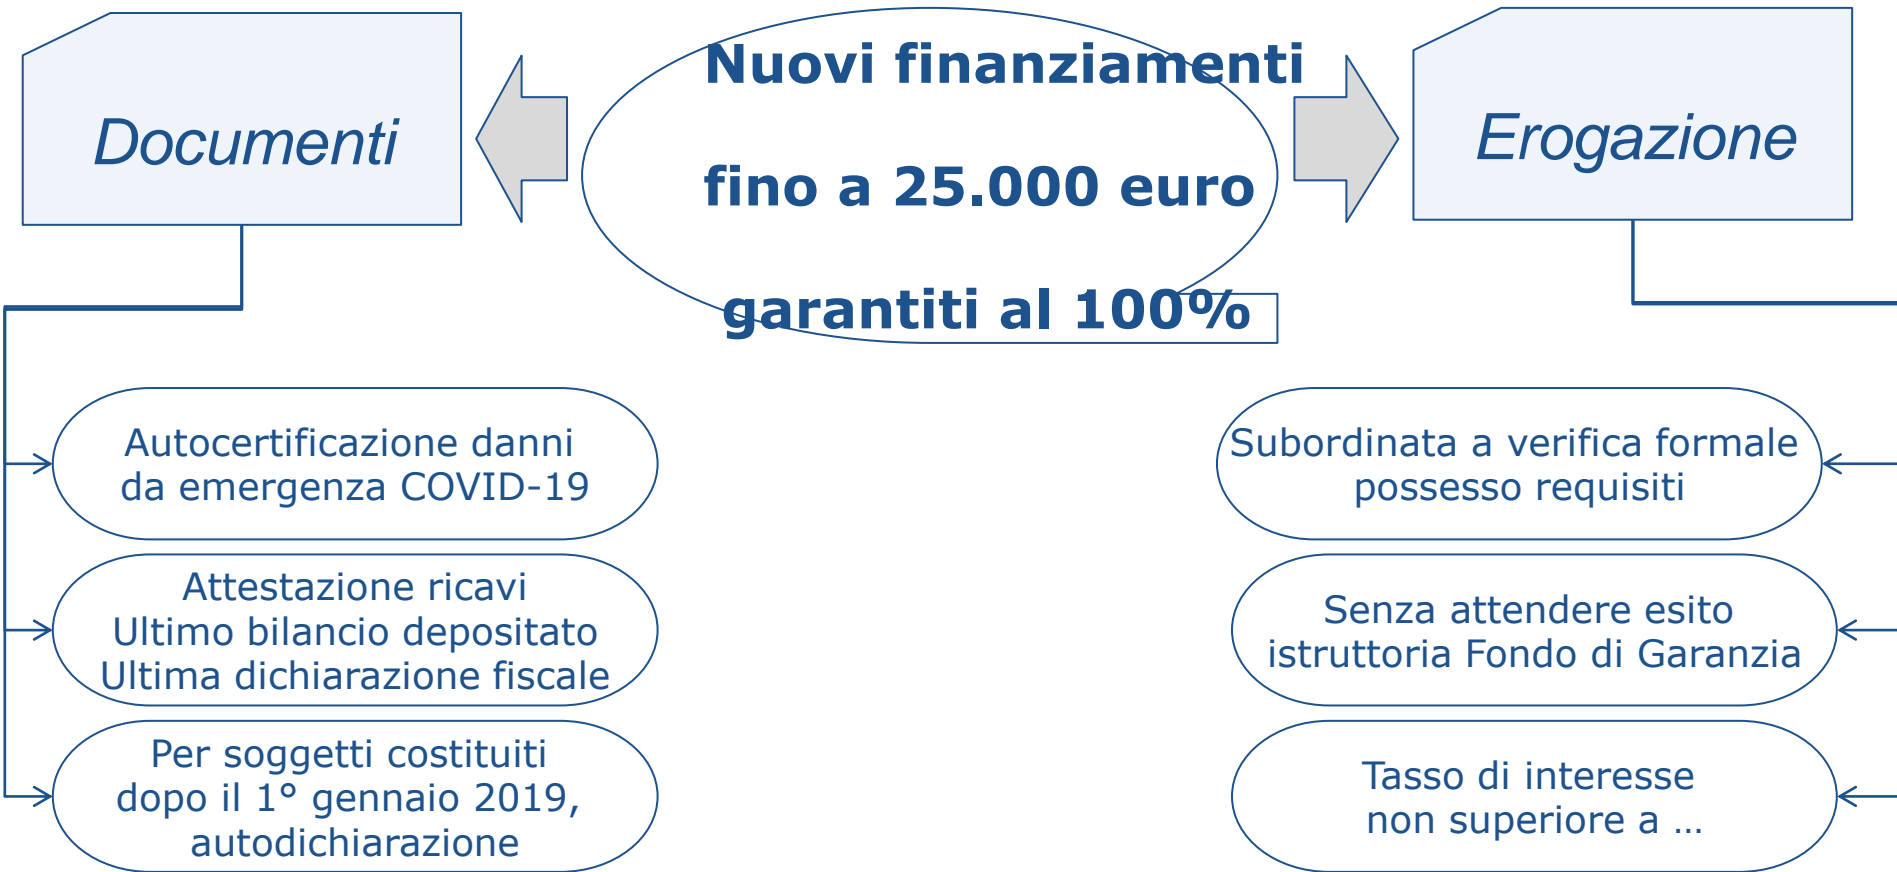 Documenti
Nuovi finanziamenti
fino a 25.000 euro
garantiti al 100%
Erogazione
Autocertificazione danni
da emergenza COVID-19
Attestazione ricavi
Ultimo bilancio depositato
Ultima dichiarazione fiscale
Per soggetti costituiti
dopo il 1° gennaio 2019,
autodichiarazione
Subordinata a verifica formale
possesso requisiti
Senza attendere esito
istruttoria Fondo di Garanzia
Tasso di interesse
non superiore a …